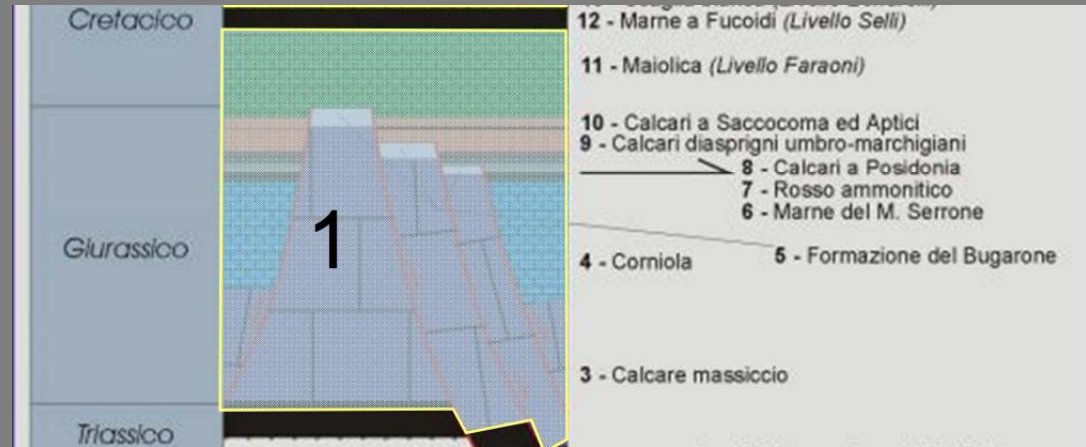 Cretacico
12 - Marne a Fucoidi (Livello Selli)
11 - Maiolica (Livello Faraoni)
10 - Calcari a Saccocoma ed Aptici
9 - Calcari diasprigni umbro-marchigiani
8 - Calcari a Posidonia
7 - Rosso ammonitico
6 - Marne del M. Serrone
1
Giurassico
4 - Corniola
5 - Formazione del Bugarone
3 - Calcare massiccio
Triassico